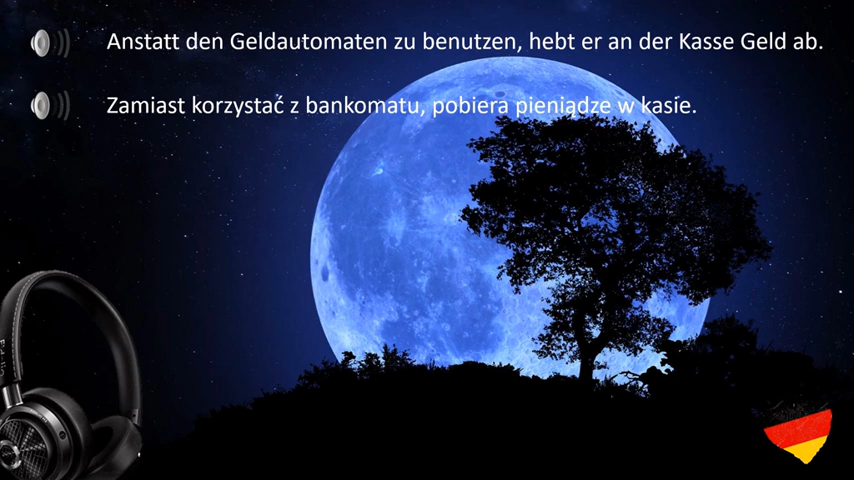 Anstatt den Geldautomaten zu benutzen, hebt er an der Kasse Geld ab.
Zamiast korzystać z bankomatu, pobiera pieniądze w kasie.